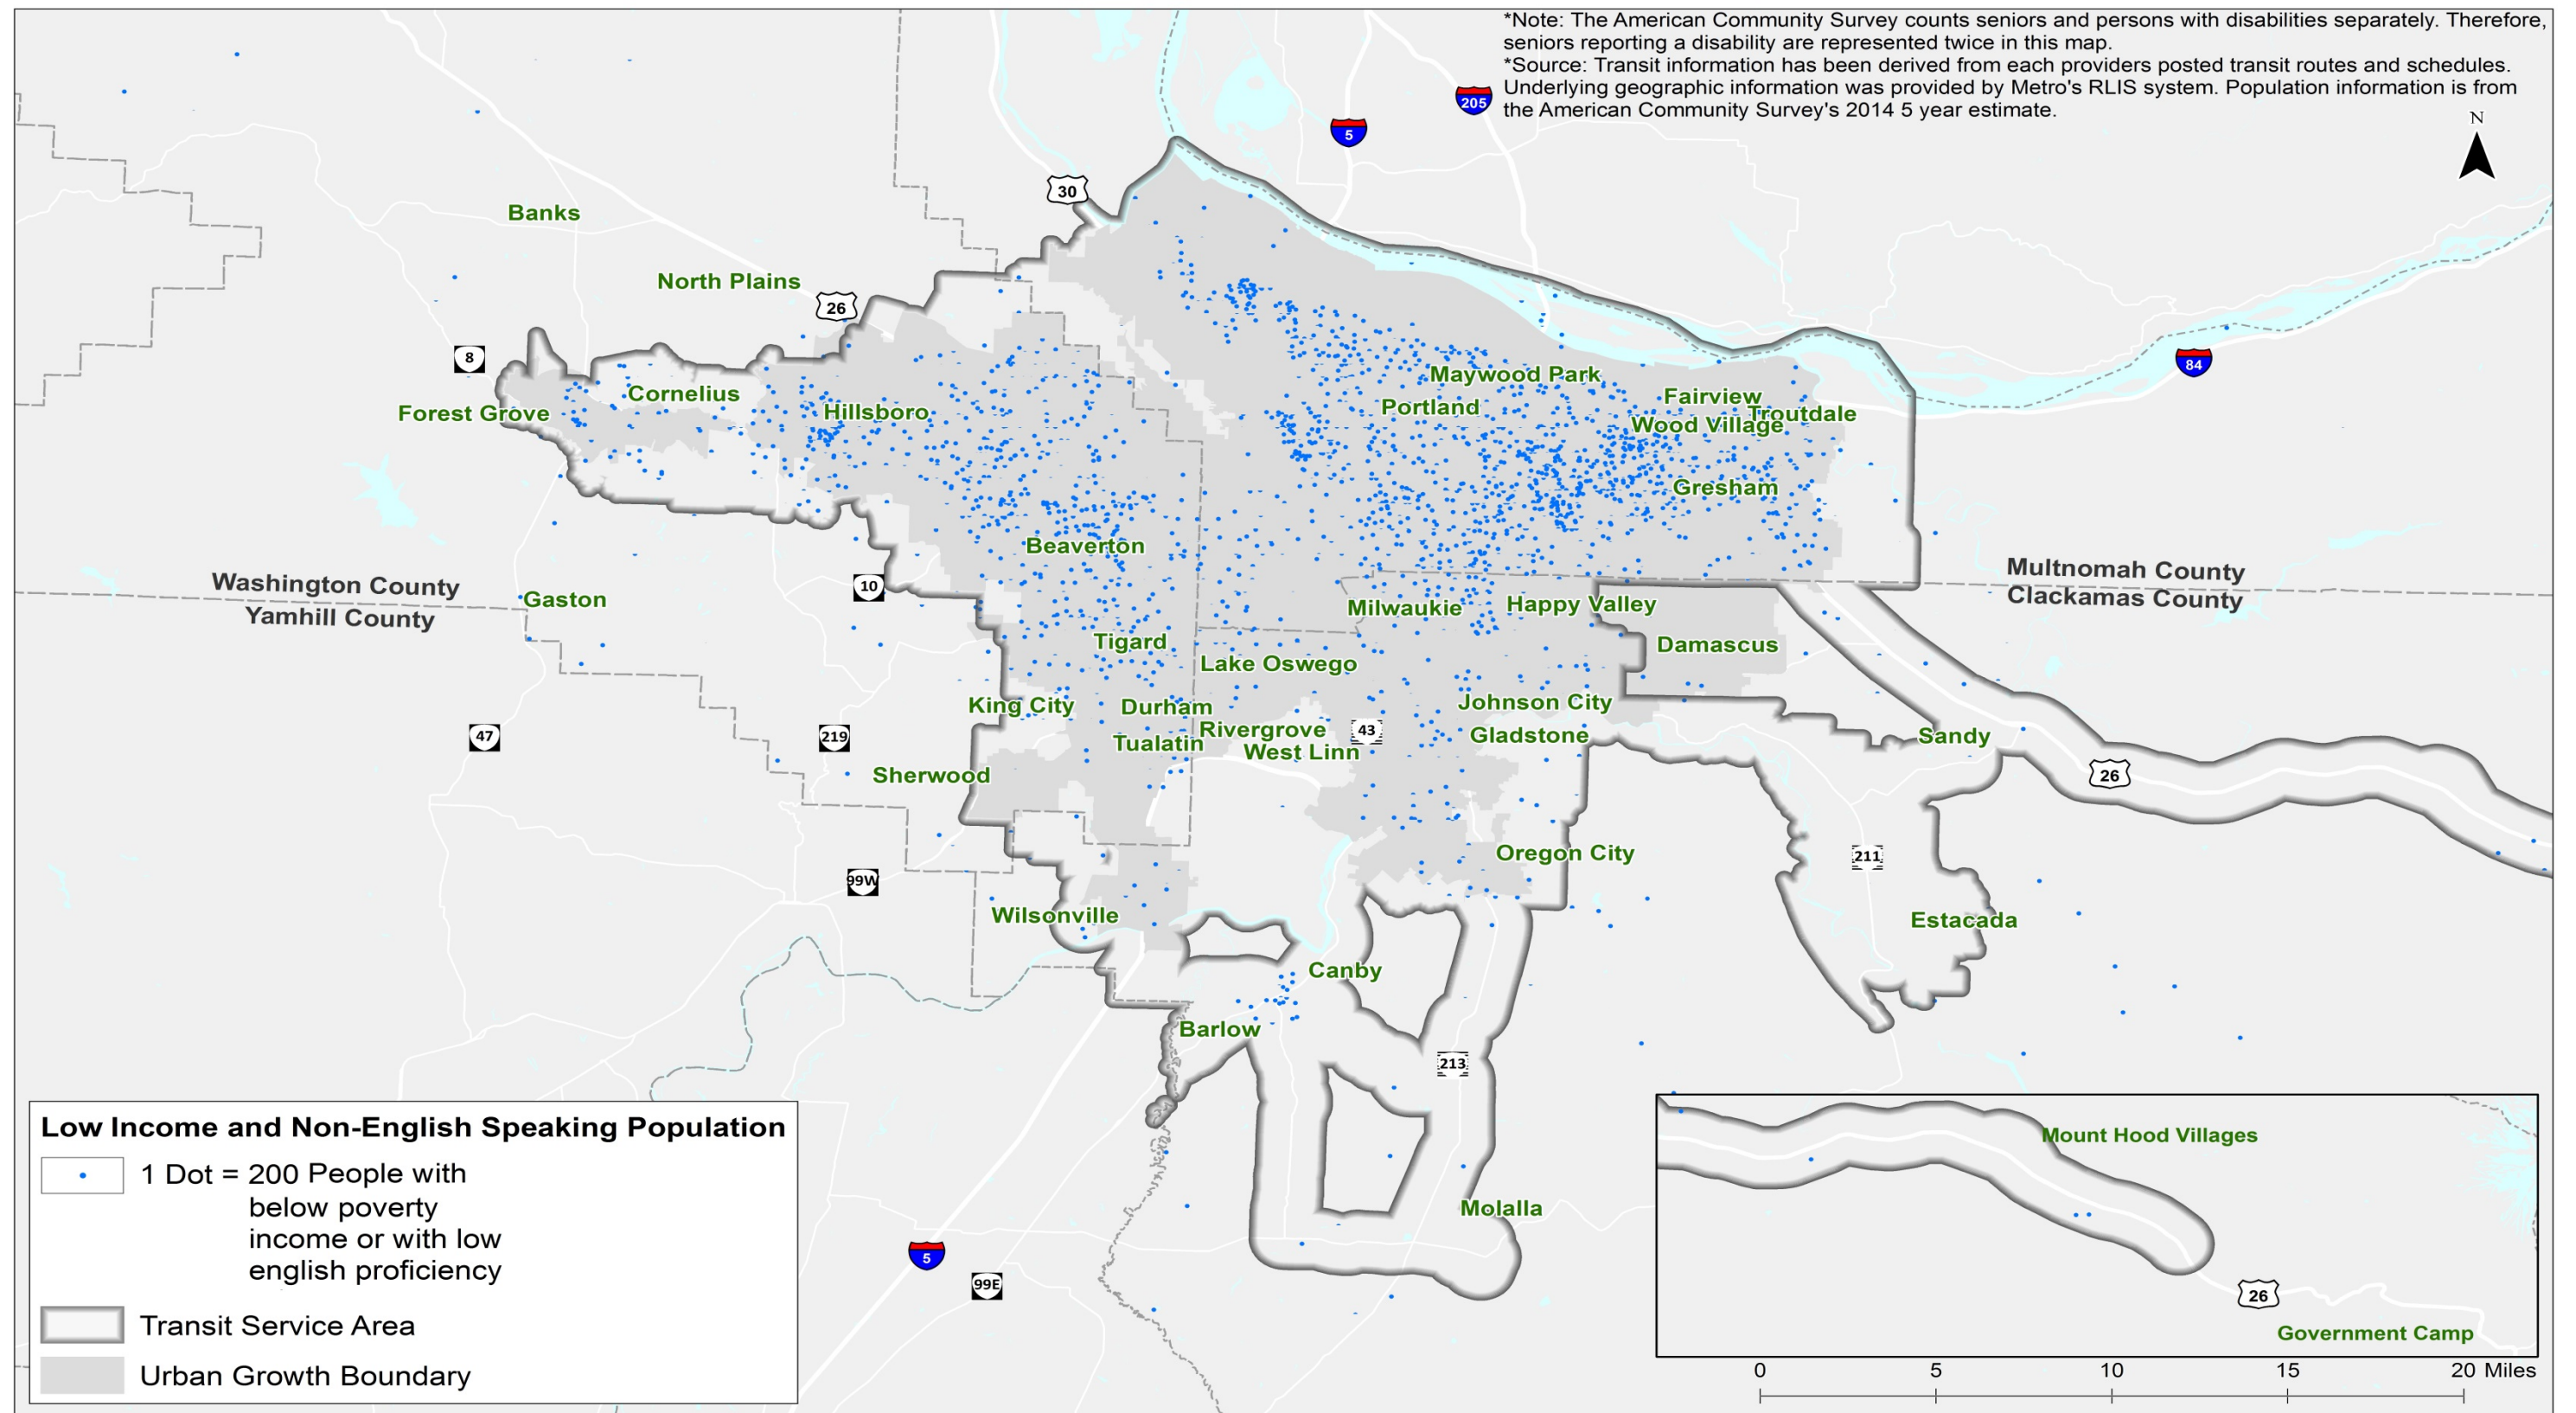 *Note: The American Community Survey counts seniors and persons with disabilities separately. Therefore,
seniors reporting a disability are represented twice in this map.
*Source: Transit information has been derived from each providers posted transit routes and schedules.
Underlying geographic information was provided by Metro's RLIS system. Population information is from
the American Community Survey's 2014 5 year estimate.
205
5
N
30
Banks
North Plains
26
8
84
Maywood Park
Cornelius
Fairview
Forest Grove
Hillsboro
Portland
Troutdale
Wood Village
Gresham
Beaverton
Multnomah County
Clackamas County
Washington County
Yamhill County
10
Gaston
Milwaukie
Happy Valley
Tigard
Damascus
Lake Oswego
King City
Durham
Johnson City
47
219
Rivergrove
43
Tualatin
Gladstone
Sandy
West Linn
Sherwood
26
Oregon City
211
99W
Wilsonville
Estacada
Canby
Barlow
213
Molalla
5
99E
Low Income and Non-English Speaking Population
1 Dot = 200 People with
below poverty
income or with low
english proficiency
Transit Service Area
Urban Growth Boundary
Mount Hood Villages
26
Government Camp
0 5 10 15 20 Miles